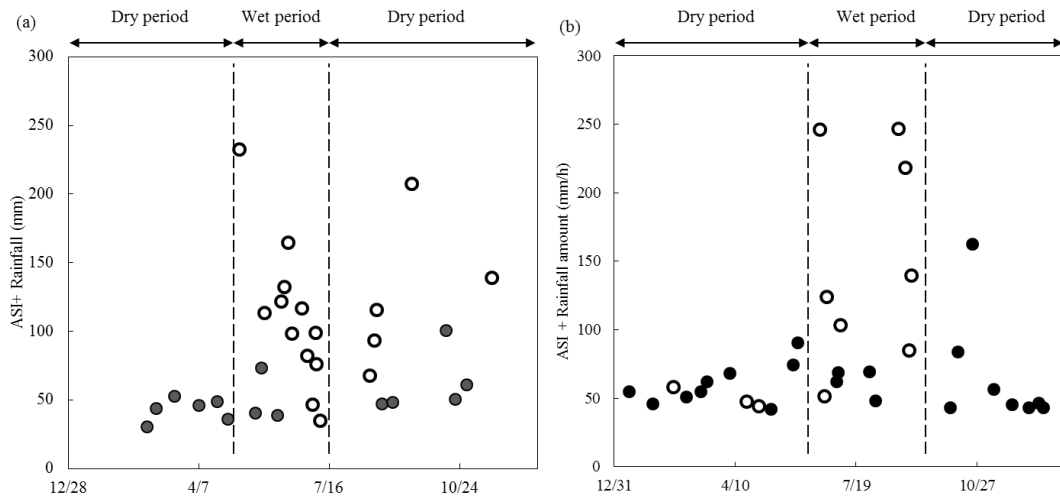 (a)
Dry period
Wet period
Dry period
300
250
200
150
100
50
0
ASI+ Rainfall (mm)
12/28
4/7
7/16
10/24
(b)
Dry period
Wet period
Dry period
300
250
200
150
100
50
0
ASI + Rainfall amount (mm/h)
12/31
4/10
7/19
10/27